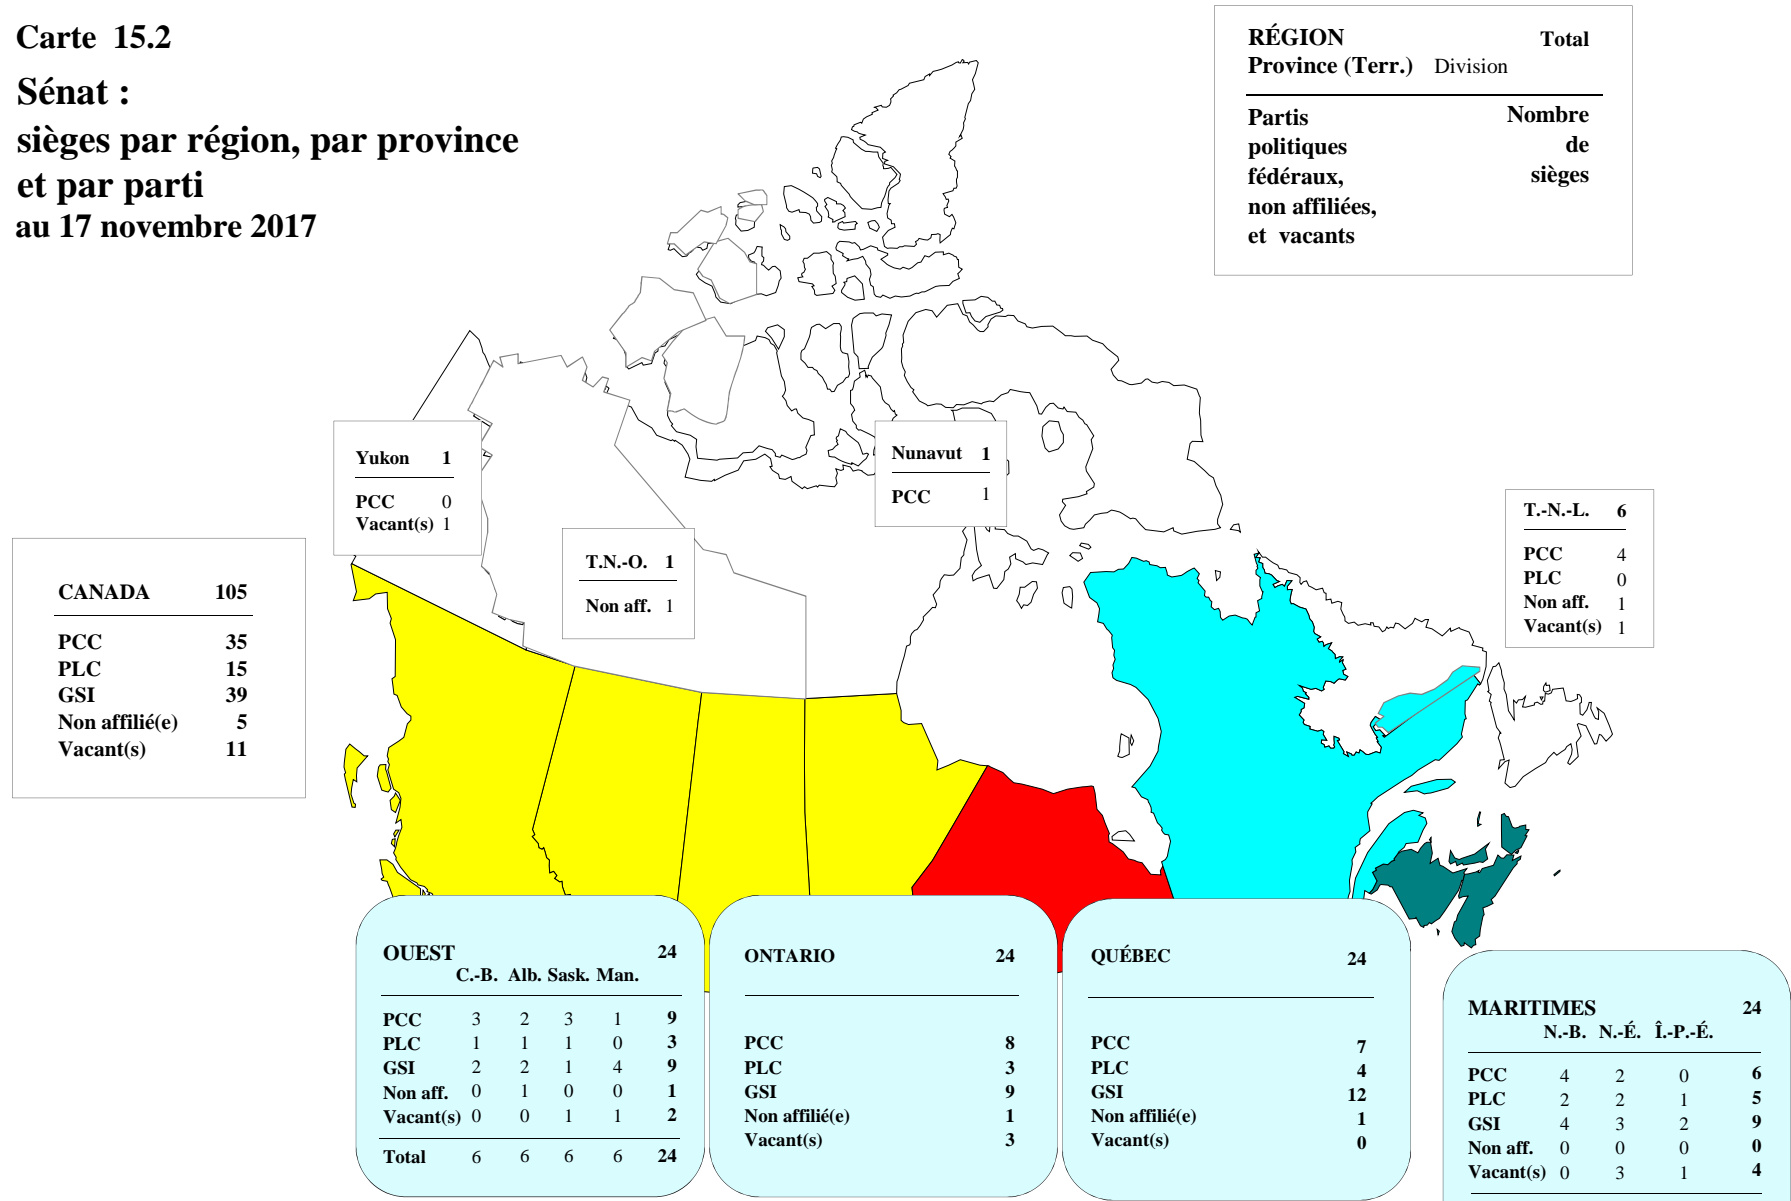 Carte 15.2
Sénat :
sièges par région, par province
et par parti
au 17 novembre 2017
RÉGION Total
Province (Terr.) Division
Partis Nombre
politiques de
fédéraux, sièges
non affiliées,
et vacants
Yukon 1
PCC 0
Vacant(s) 1
Nunavut 1
PCC 1
T.N.-O. 1
Non aff. 1
T.-N.-L. 6
PCC 4
PLC 0
Non aff. 1
Vacant(s) 1
CANADA 105
PCC 35
PLC 15
GSI 39
Non affilié(e) 5
Vacant(s) 11
OUEST 24
C.-B. Alb. Sask. Man.
PCC 3 2 3 1 9
PLC 1 1 1 0 3
GSI 2 2 1 4 9
Non aff. 0 1 0 0 1
Vacant(s) 0 0 1 1 2
Total 6 6 6 6 24
ONTARIO 24
PCC 8
PLC 3
GSI 9
Non affilié(e) 1
Vacant(s) 3
QUÉBEC 24
PCC 7
PLC 4
GSI 12
Non affilié(e) 1
Vacant(s) 0
MARITIMES 24
N.-B. N.-É. Î.-P.-É.
PCC 4 2 0 6
PLC 2 2 1 5
GSI 4 3 2 9
Non aff. 0 0 0 0
Vacant(s) 0 3 1 4